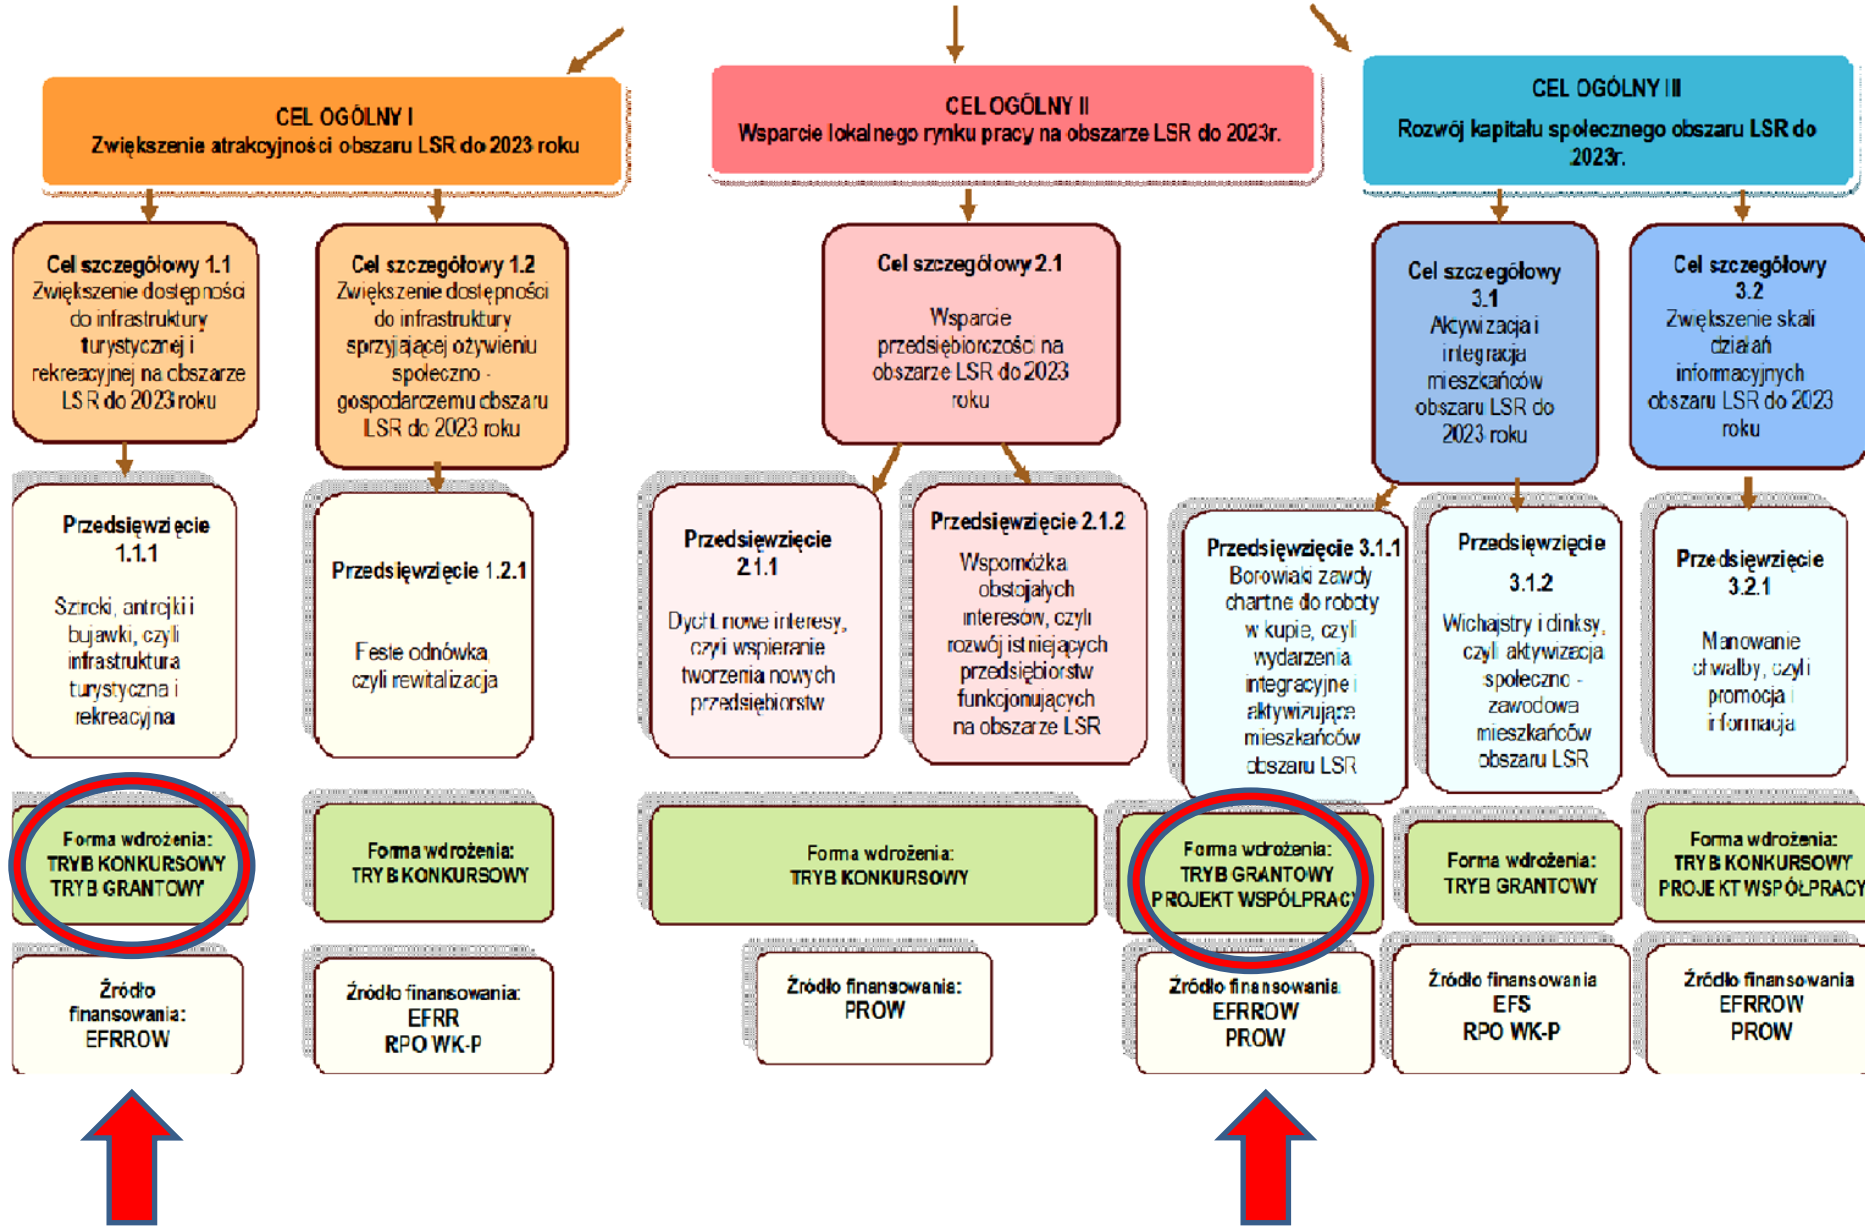 CEL OGÓLNY I
Zwiększenie atrakcyjności obszaru LSR do 2023 roku
CEL OGÓLNY II
Wsparcie lokalnego rynku pracy na obszarze LSR do 2023r.
CEL OGÓLNY III
Rozwój kapitału społecznego obszaru LSR do
2023r.
Cel szczegółowy 1.1
Zwiększenie dostępności
do infrastruktury
turystycznej i
rekreacyjnej na obszarze
LSR do 2023 roku
Cel szczegółowy 1.2
Zwiększenie dostępności
do infrastruktury
sprzyjającej ożywieniu
społeczno -
gospodarczemu obszaru
LSR do 2023 roku
Cel szczegółowy 2.1
Wsparcie
przedsiębiorczości na
obszarze LSR do 2023
roku
Cel szczegółowy
3.1
Aktywizacja i
integracja
mieszkańców
obszaru LSR do
2023 roku
Cel szczegółowy
3.2
Zwiększenie skali
działań
informacyjnych
obszaru LSR do 2023
roku
Przedsięwzięcie
1.1.1
Sztreki, antrejki i
bujawki, czyli
infrastruktura
turystyczna i
rekreacyjna
Przedsięwzięcie 1.2.1
Feste odnówka
czyli rewitalizacja
Przedsięwzięcie
2.1.1
Dycht nowe interesy,
czyli wspieranie
tworzenia nowych
przedsiębiorstw
Przedsięwzięcie 2.1.2
Wspomóżka
obstojałych
interesów, czyli
rozwój istniejących
przedsiębiorstw
funkcjonujących
na obszarze LSR
Przedsięwzięcie 3.1.1
Borowiaki zawdy
chartne do roboty
w kupie, czyli
wydarzenia
integracyjne i
aktywizujące
mieszkańców
obszaru LSR
Przedsięwzięcie
3.1.2
Wichajstry i dinksy,
czyli aktywizacja
społeczno -
zawodowa
mieszkańców
obszaru LSR
Przedsięwzięcie
3.2.1
Manowanie
chwalby, czyli
promocja i
informacja
Forma wdrożenia:
TRYB KONKURSOWY
TRYB GRANTOWY
Forma wdrożenia:
TRYB KONKURSOWY
Forma wdrożenia:
TRYB KONKURSOWY
Forma wdrożenia:
TRYB GRANTOWY
PROJEKT WSPÓŁPRACY
Forma wdrożenia:
TRYB GRANTOWY
Forma wdrożenia:
TRYB KONKURSOWY
PROJEKT WSPÓŁPRACY
Źródło
finansowania:
EFRROW
Źródło finansowania:
EFRR
RPO WK-P
Źródło finansowania:
PROW
Źródło finansowania
EFRROW
PROW
Źródło finansowania
EFS
RPO WK-P
Źródło finansowania
EFRROW
PROW